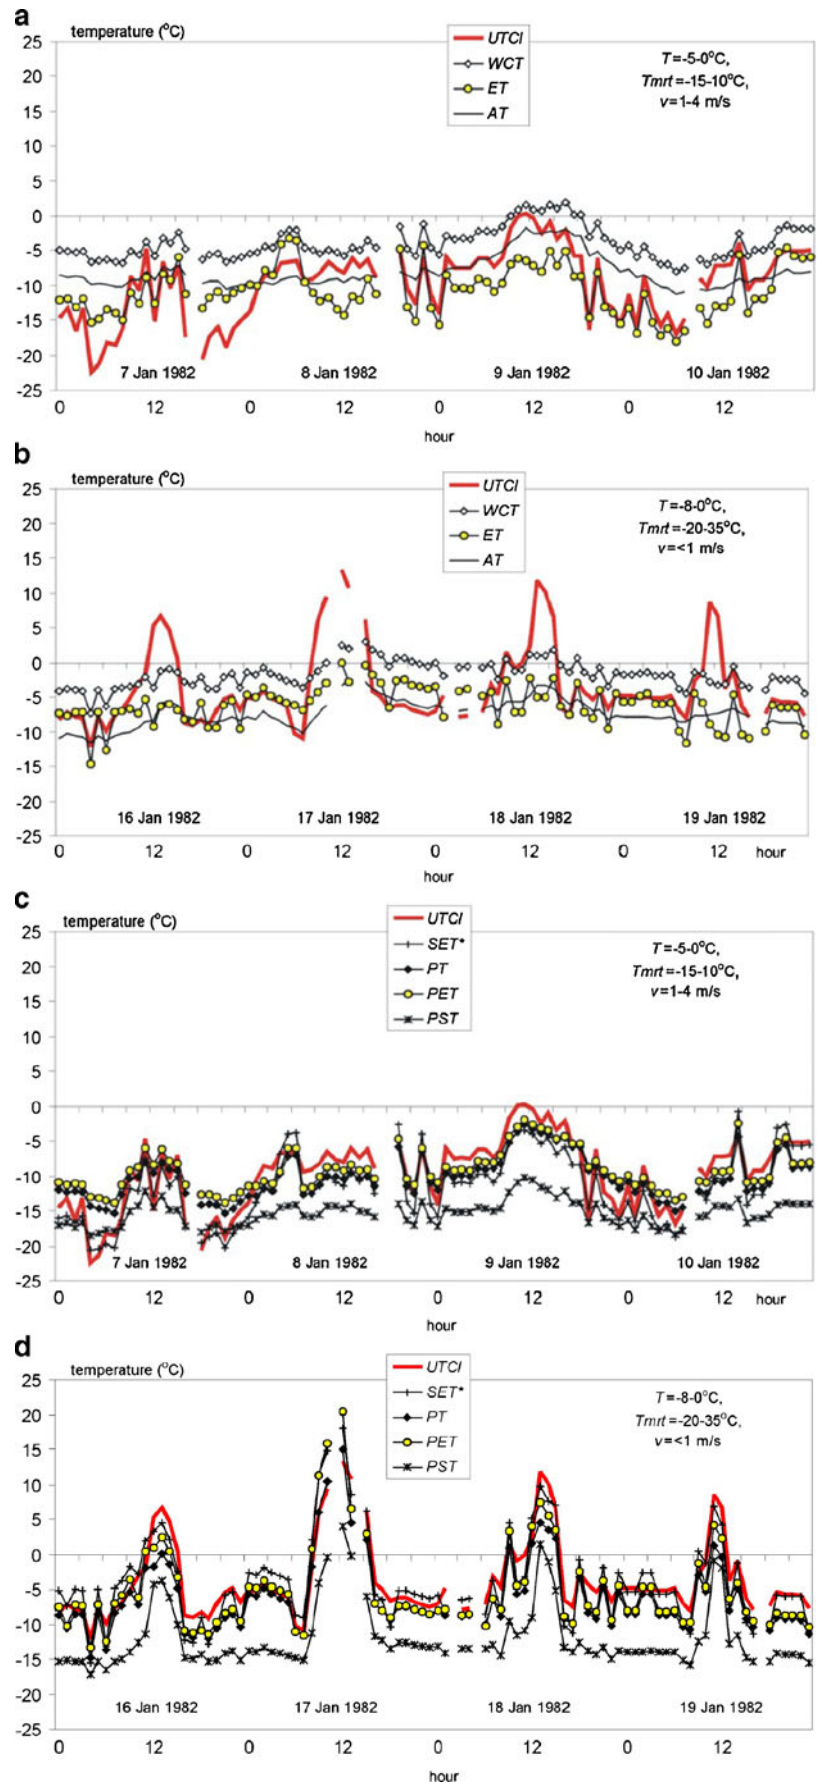 a
temperature (°C)
UTCI
WCT
ET
AT
T=-5-0°C,
Tmrt=-15-10°C,
v=1-4 m/s
25
20
15
10
5
0
-5
-10
-15
-20
-25
7 Jan 1982
8 Jan 1982
9 Jan 1982
10 Jan 1982
0 12 0 12 0 12 0 12
hour
b
temperature (°C)
UTCI
WCT
ET
AT
T=-8-0°C,
Tmrt=-20-35°C,
v=<1 m/s
25
20
15
10
5
0
-5
-10
-15
-20
-25
16 Jan 1982
17 Jan 1982
18 Jan 1982
19 Jan 1982
0 12 0 12 0 12 0 12 hour
hour
c
temperature (°C)
UTCI
SET*
PT
PET
PST
T=-5-0°C,
Tmrt=-15-10°C,
v=1-4 m/s
25
20
15
10
5
0
-5
-10
-15
-20
-25
7 Jan 1982
8 Jan 1982
9 Jan 1982
10 Jan 1982
0 12 0 12 0 12 0 12 hour
hour
d
temperature (°C)
UTCI
SET*
PT
PET
PST
T=-8-0°C,
Tmrt=-20-35°C,
v=<1 m/s
25
20
15
10
5
0
-5
-10
-15
-20
-25
16 Jan 1982
17 Jan 1982
18 Jan 1982
19 Jan 1982
0 12 0 12 0 12 0 12
hour